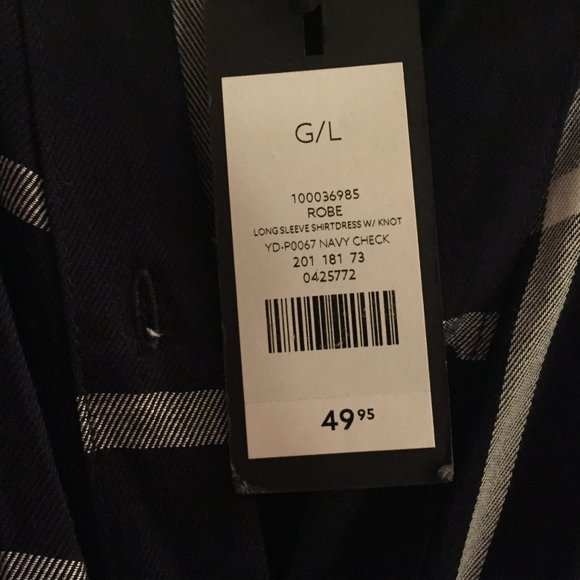 G/L
100036985
ROBE
LONG SLEEVE SHIRTDRESS W/ KNOT
YD-P0067 NAVY CHECK
201 181 73
0425772
49 95